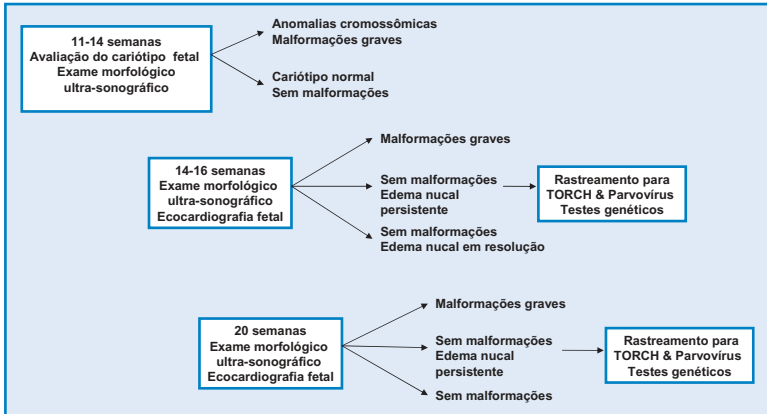 11-14 semanas
Avaliação do cariótipo fetal
Exame morfológico
ultra-sonográfico
Anomalias cromossômicas
Malformações graves
Cariótipo normal
Sem malformações
14-16 semanas
Exame morfológico
ultra-sonográfico
Ecocardiografia fetal
Malformações graves
Sem malformações
Edema nucal
persistente
Rastreamento para
TORCH & Parvovírus
Testes genéticos
Sem malformações
Edema nucal em resolução
20 semanas
Exame morfológico
ultra-sonográfico
Ecocardiografia fetal
Malformações graves
Sem malformações
Edema nucal
persistente
Rastreamento para
TORCH & Parvovírus
Testes genéticos
Sem malformações